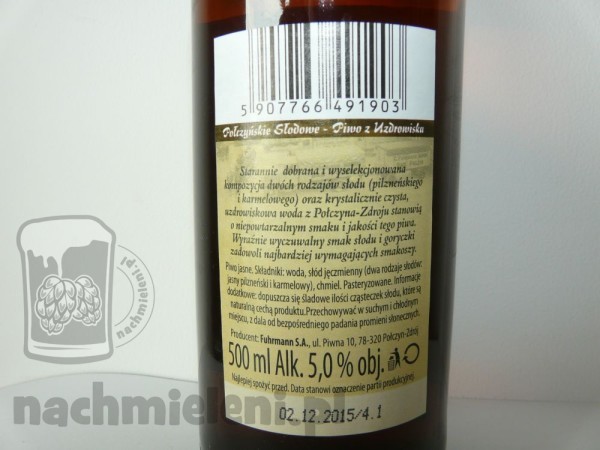 5 907766 491903
Połczyńskie Słodowe - Piwo z Uzdrowiska
Starannie dobrana i wyselekcjonowana
kompozycja dwóch rodzajów słodu (pilzneńskiego
i karmelowego) oraz krystalicznie czysta,
uzdrowiskowa woda z Połczyna-Zdroju stanowią
o niepowtarzalnym smaku i jakości tego piwa.
Wyraźnie wyczuwalny smak słodu i goryczki
zadowoli najbardziej wymagających smakoszy.
Piwo jasne. Składniki: woda, słód jęczmienny (dwa rodzaje słodów:
jasny pilzneński i karmelowy), chmiel. Pasteryzowane. Informacje
dodatkowe: dopuszcza się śladowe ilości cząsteczek słodu, które są
naturalną cechą produktu. Przechowywać w suchym i chłodnym
miejscu, z dala od bezpośredniego padania promieni słonecznych.
Producent: Fuhrmann S.A., ul. Piwna 10, 78-320 Połczyn-Zdrój
500 ml Alk. 5,0 % obj.
Najlepiej spożyć przed. Data stanowi oznaczenie partii produkcyjnej.
02.12.2015/4.1
nachmieleni.pl
nachmieleni.pl